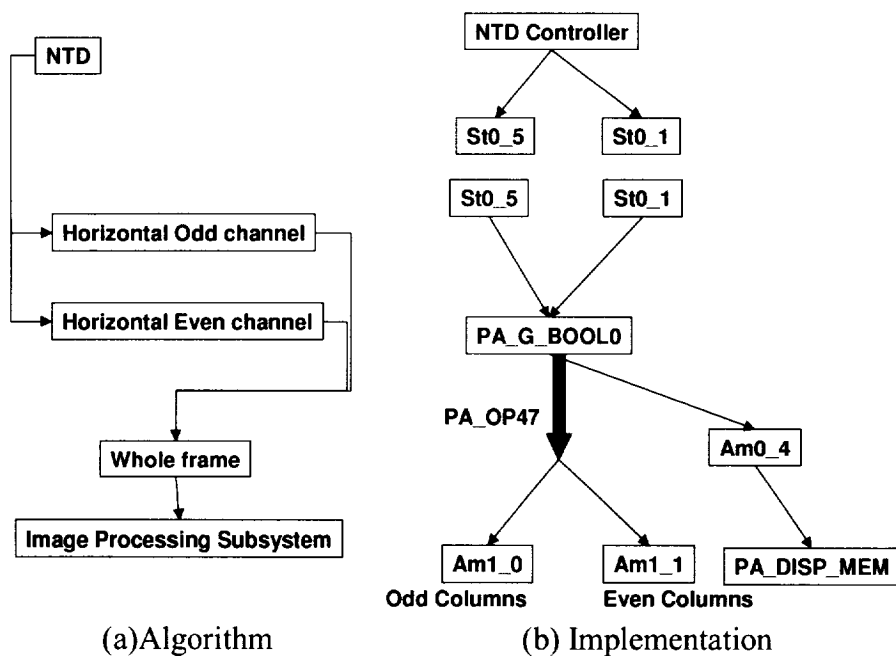 NTD
Horizontal Odd channel
Horizontal Even channel
Whole frame
Image Processing Subsystem
(a)Algorithm
NTD Controller
St0_5 St0_1
St0_5 St0_1
PA_G_BOOL0
PA_OP47
Am0_4
Am1_0 Am1_1 PA_DISP_MEM
Odd Columns Even Columns
(b) Implementation